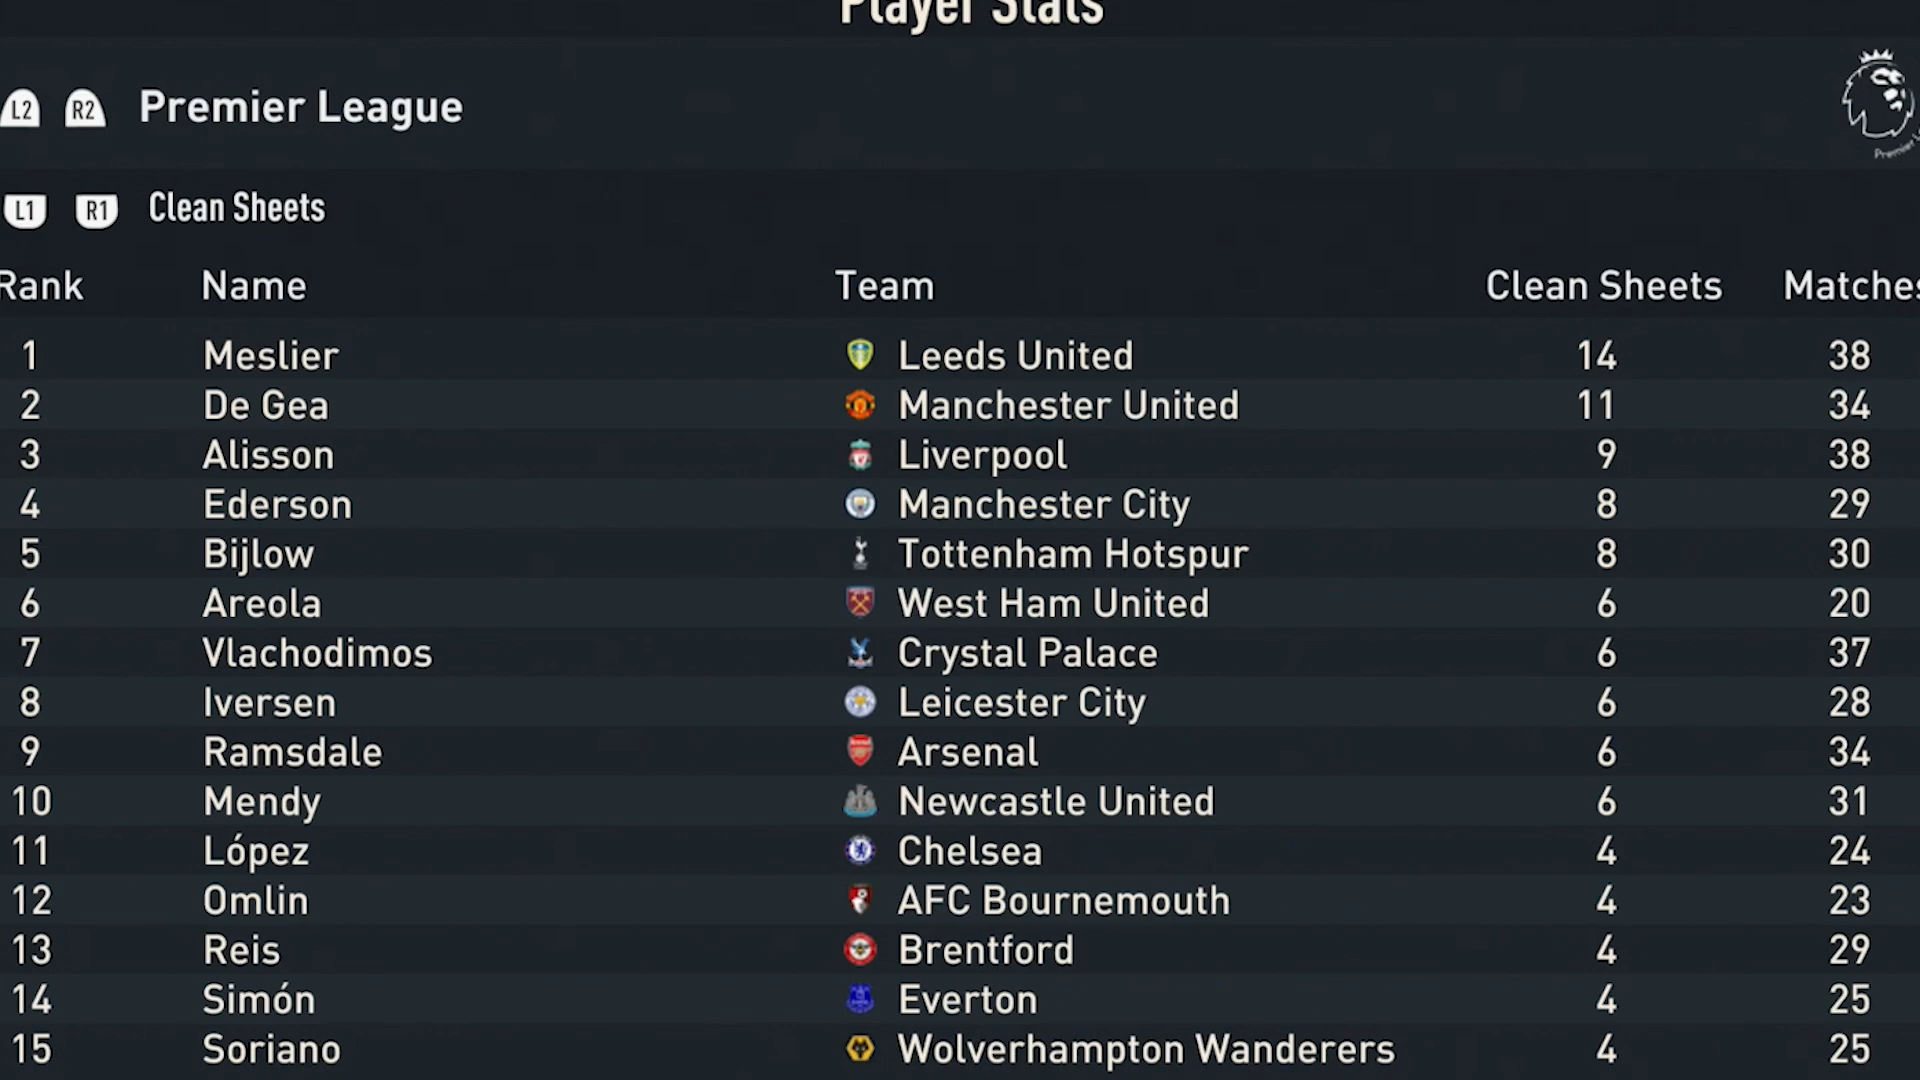 Player Stats
L2 R2 Premier League
Premier L
L1 R1 Clean Sheets
Rank Name Team Clean Sheets Matches
1 Meslier Leeds United 14 38
2 De Gea Manchester United 11 34
3 Alisson Liverpool 9 38
4 Ederson Manchester City 8 29
5 Bijlow Tottenham Hotspur 8 30
6 Areola West Ham United 6 20
7 Vlachodimos Crystal Palace 6 37
8 Iversen Leicester City 6 28
9 Ramsdale Arsenal 6 34
10 Mendy Newcastle United 6 31
11 López Chelsea 4 24
12 Omlin AFC Bournemouth 4 23
13 Reis Brentford 4 29
14 Simón Everton 4 25
15 Soriano Wolverhampton Wanderers 4 25